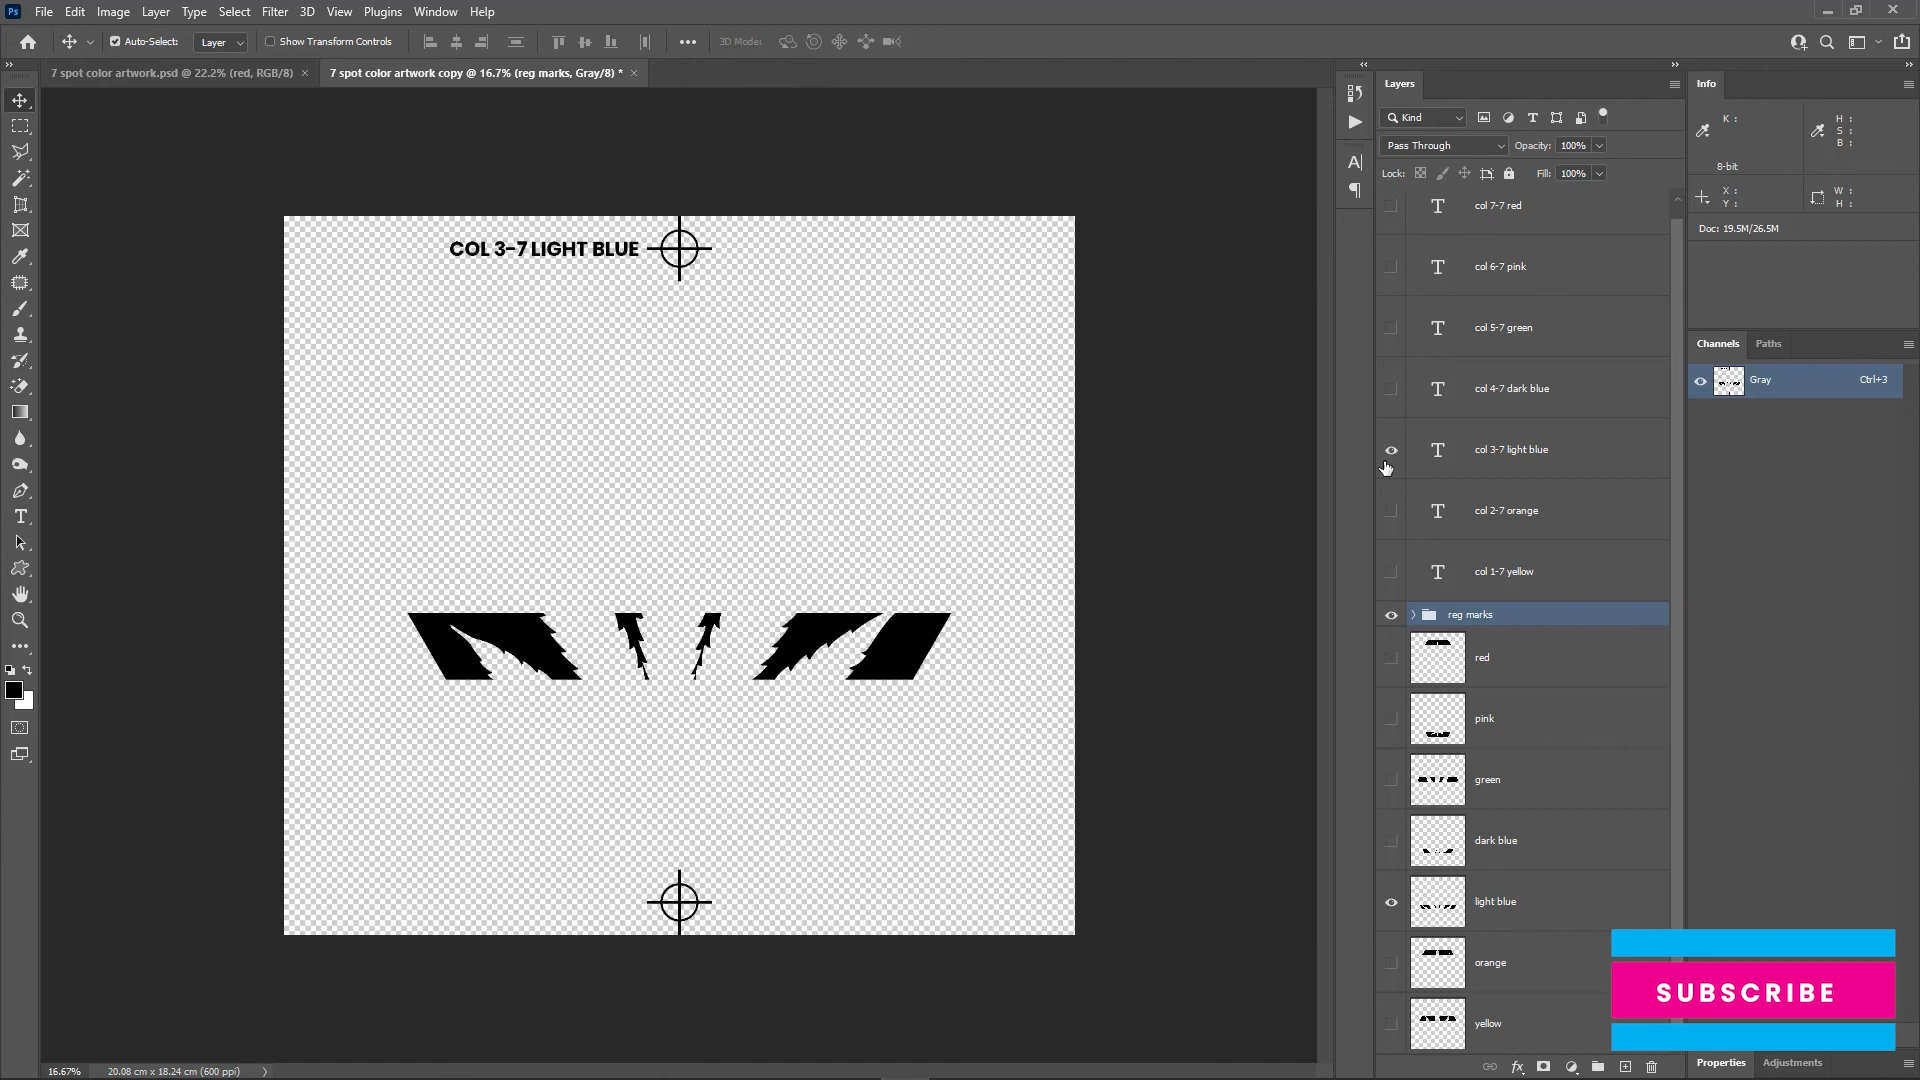 Ps File Edit Image Layer Type Select Filter 3D View Plugins Window Help
Auto-Select: Layer Show Transform Controls 3D Mode:
7 spot color artwork.psd @ 22.2% (red, RGB/8) × 7 spot color artwork copy @ 16.7% (reg marks, Gray/8) * ×
COL 3-7 LIGHT BLUE
16.67% 20.08 cm x 18.24 cm (600 ppi)
Layers
Kind
Pass Through Opacity: 100%
Lock: Fill: 100%
col 7-7 red
col 6-7 pink
col 5-7 green
col 4-7 dark blue
col 3-7 light blue
col 2-7 orange
col 1-7 yellow
reg marks
red
pink
green
dark blue
light blue
orange
yellow
fx
Info
K : H :
S :
B :
8-bit
X : W :
Y : H :
Doc: 19.5M/26.5M
Channels Paths
Gray Ctrl+3
SUBSCRIBE
Properties Adjustments